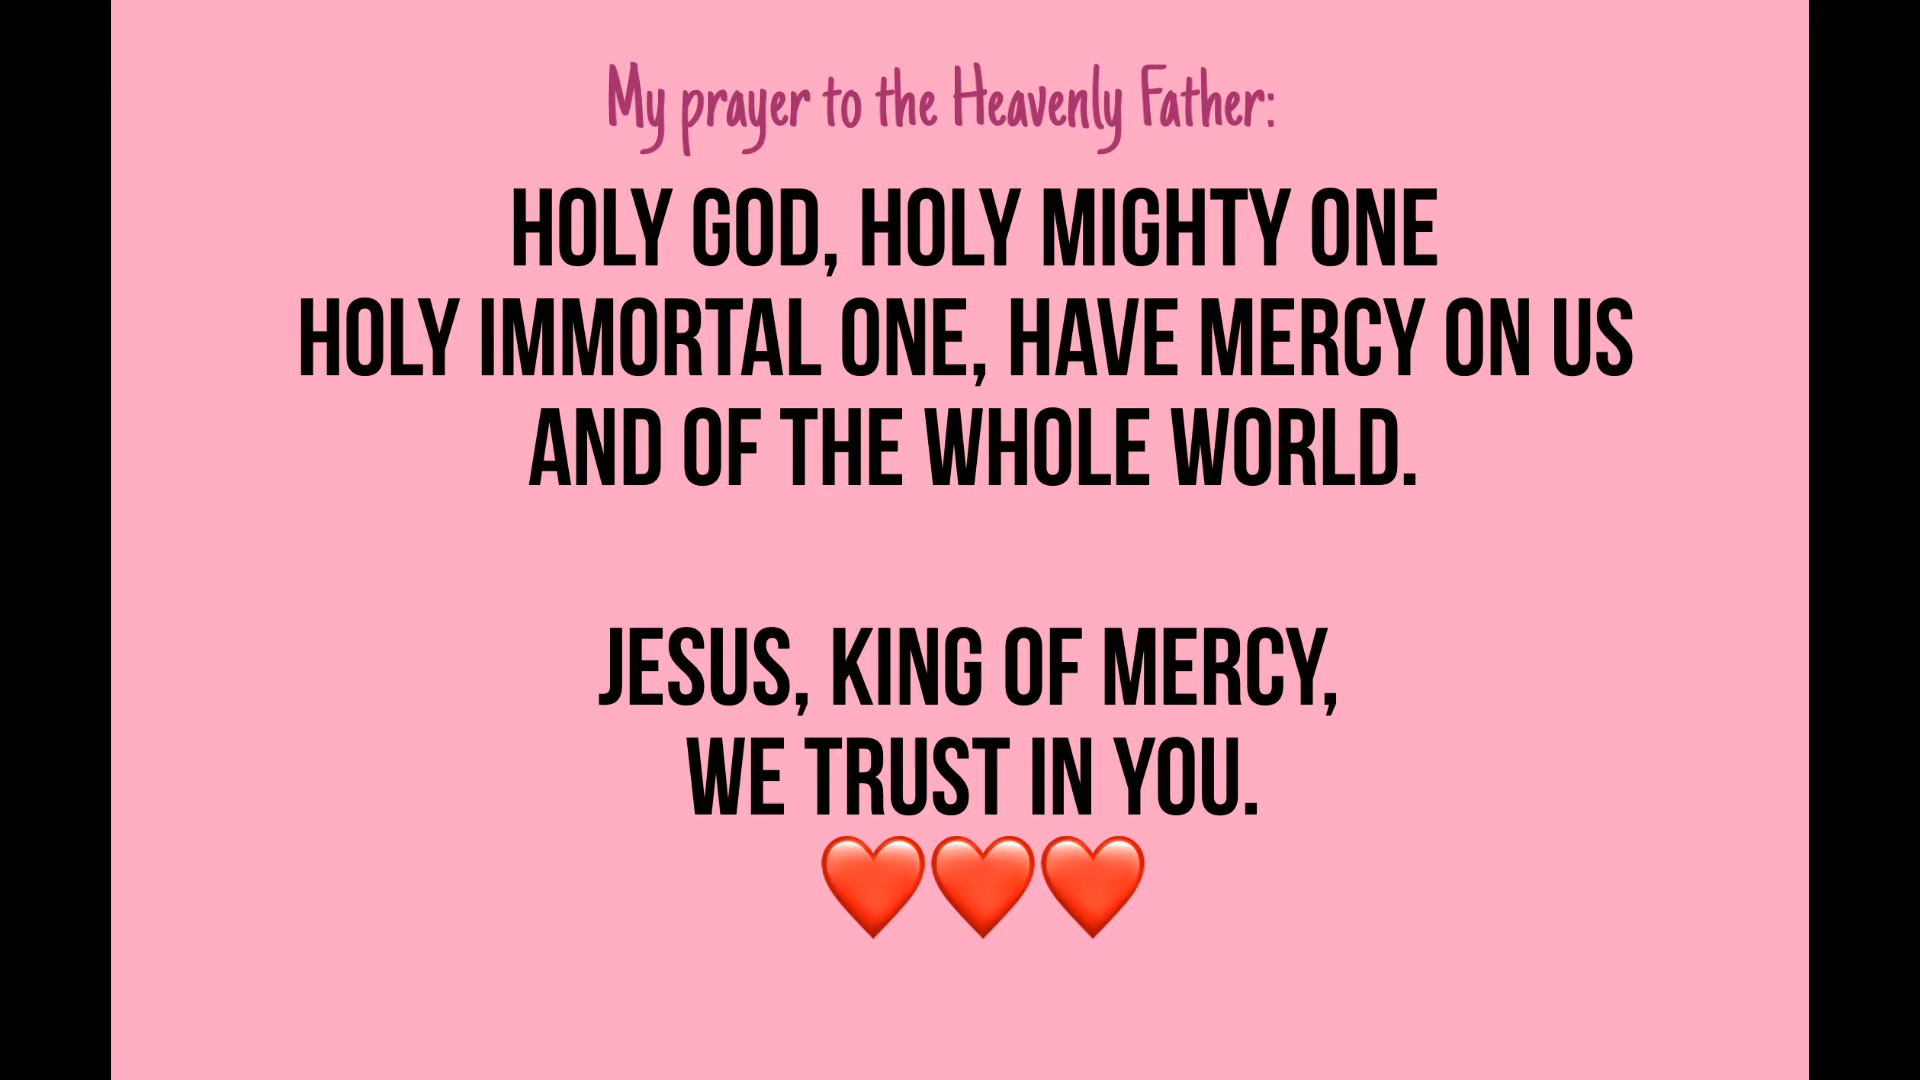 My prayer to the Heavenly Father:
HOLY GOD, HOLY MIGHTY ONE
HOLY IMMORTAL ONE, HAVE MERCY ON US
AND OF THE WHOLE WORLD.
JESUS, KING OF MERCY,
WE TRUST IN YOU.
❤️❤️❤️